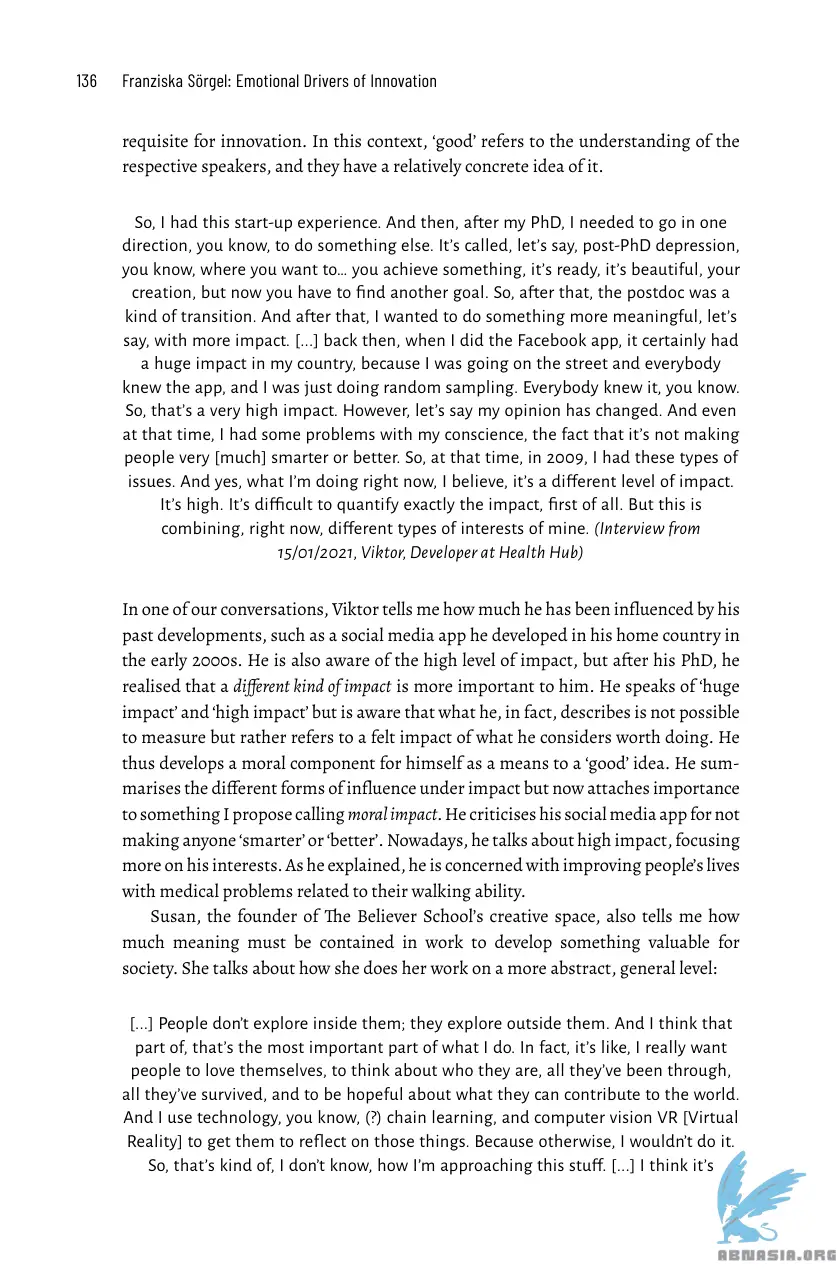 136 Franziska Sörgel: Emotional Drivers of Innovation
requisite for innovation. In this context, ‘good’ refers to the understanding of the
respective speakers, and they have a relatively concrete idea of it.
So, I had this start-up experience. And then, after my PhD, I needed to go in one
direction, you know, to do something else. It’s called, let’s say, post-PhD depression,
you know, where you want to… you achieve something, it’s ready, it’s beautiful, your
creation, but now you have to find another goal. So, after that, the postdoc was a
kind of transition. And after that, I wanted to do something more meaningful, let’s
say, with more impact. […] back then, when I did the Facebook app, it certainly had
a huge impact in my country, because I was going on the street and everybody
knew the app, and I was just doing random sampling. Everybody knew it, you know.
So, that’s a very high impact. However, let’s say my opinion has changed. And even
at that time, I had some problems with my conscience, the fact that it’s not making
people very [much] smarter or better. So, at that time, in 2009, I had these types of
issues. And yes, what I’m doing right now, I believe, it’s a different level of impact.
It’s high. It’s difficult to quantify exactly the impact, first of all. But this is
combining, right now, different types of interests of mine. (Interview from
15/01/2021, Viktor, Developer at Health Hub)
In one of our conversations, Viktor tells me how much he has been influenced by his
past developments, such as a social media app he developed in his home country in
the early 2000s. He is also aware of the high level of impact, but after his PhD, he
realised that a different kind of impact is more important to him. He speaks of ‘huge
impact’ and ‘high impact’ but is aware that what he, in fact, describes is not possible
to measure but rather refers to a felt impact of what he considers worth doing. He
thus develops a moral component for himself as a means to a ‘good’ idea. He sum-
marises the different forms of influence under impact but now attaches importance
to something I propose calling moral impact. He criticises his social media app for not
making anyone ‘smarter’ or ‘better’. Nowadays, he talks about high impact, focusing
more on his interests. As he explained, he is concerned with improving people’s lives
with medical problems related to their walking ability.
Susan, the founder of The Believer School’s creative space, also tells me how
much meaning must be contained in work to develop something valuable for
society. She talks about how she does her work on a more abstract, general level:
[…] People don’t explore inside them; they explore outside them. And I think that
part of, that’s the most important part of what I do. In fact, it’s like, I really want
people to love themselves, to think about who they are, all they’ve been through,
all they’ve survived, and to be hopeful about what they can contribute to the world.
And I use technology, you know, (?) chain learning, and computer vision VR [Virtual
Reality] to get them to reflect on those things. Because otherwise, I wouldn’t do it.
So, that’s kind of, I don’t know, how I’m approaching this stuff. […] I think it’s
ABNASIA.ORG